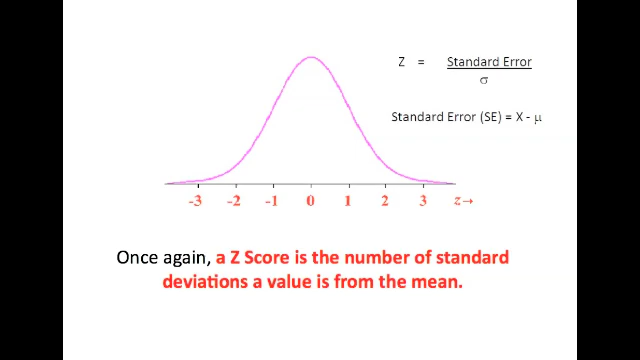 Z = Standard Error
σ
Standard Error (SE) = X - μ
-3 -2 -1 0 1 2 3 z→
Once again, a Z Score is the number of standard
deviations a value is from the mean.